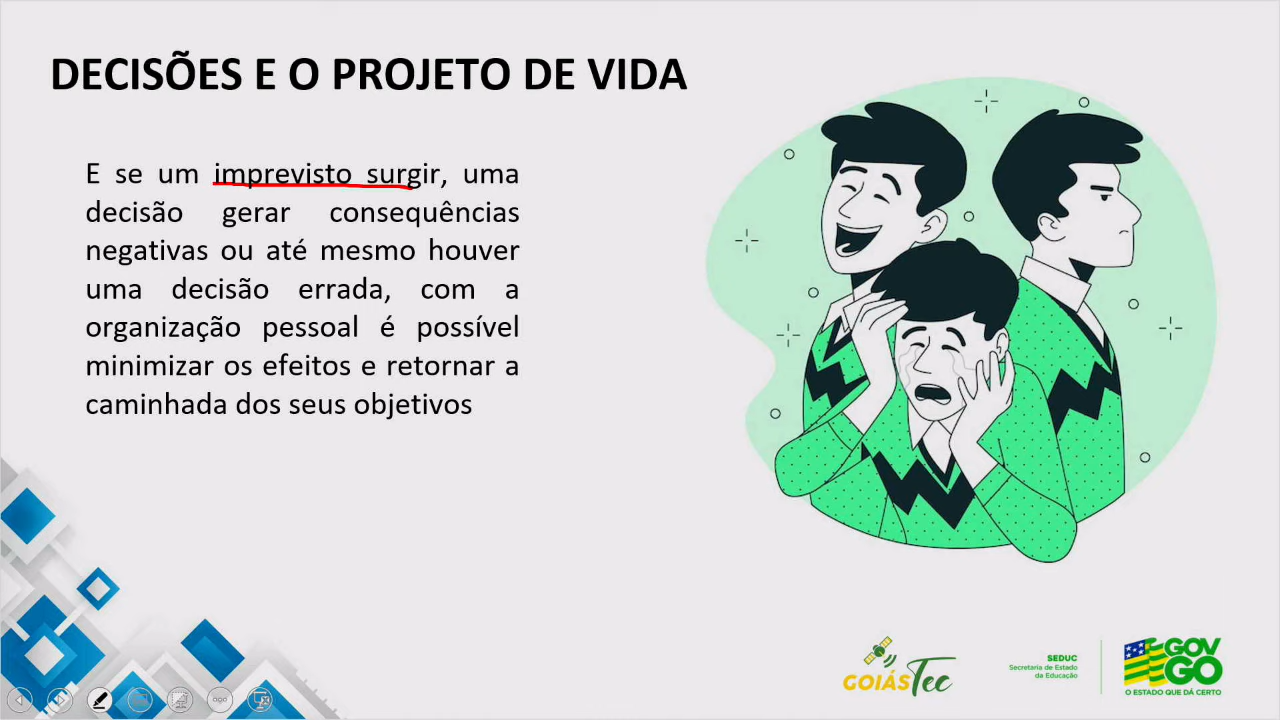 DECISÕES E O PROJETO DE VIDA
E se um imprevisto surgir, uma
decisão gerar consequências
negativas ou até mesmo houver
uma decisão errada, com a
organização pessoal é possível
minimizar os efeitos e retornar a
caminhada dos seus objetivos
GOIÁSTec
SEDUC
Secretaria de Estado
da Educação
GOV
GO
O ESTADO QUE DÁ CERTO